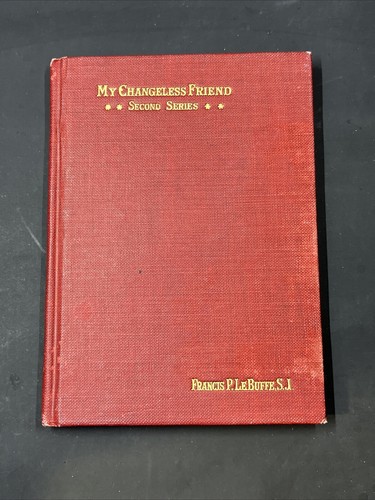 My Changeless Friend
** Second Series **
Francis P. LeBuffe, S.J.